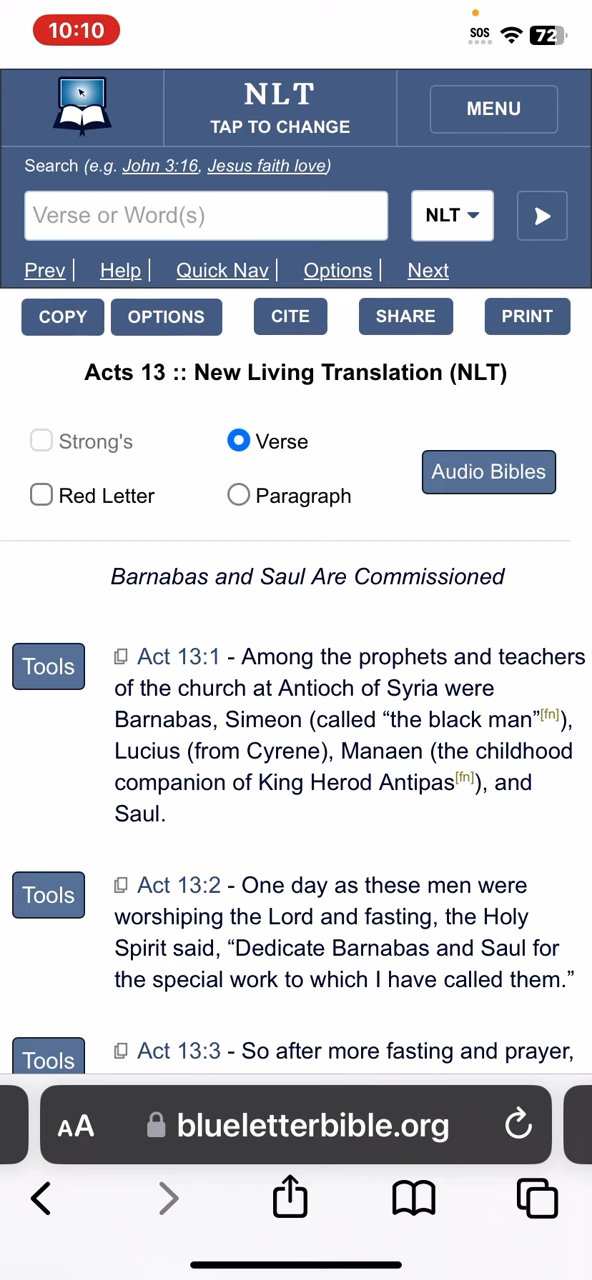 10:10
SOS
72
NLT
TAP TO CHANGE
MENU
Search (e.g. John 3:16, Jesus faith love)
Verse or Word(s)
NLT
Prev| Help| Quick Nav| Options| Next
COPY OPTIONS CITE SHARE PRINT
Acts 13 :: New Living Translation (NLT)
Strong's
Verse
Audio Bibles
Red Letter
Paragraph
Barnabas and Saul Are Commissioned
Tools
Act 13:1 - Among the prophets and teachers
of the church at Antioch of Syria were
Barnabas, Simeon (called “the black man”[fn]),
Lucius (from Cyrene), Manaen (the childhood
companion of King Herod Antipas[fn]), and
Saul.
Tools
Act 13:2 - One day as these men were
worshiping the Lord and fasting, the Holy
Spirit said, “Dedicate Barnabas and Saul for
the special work to which I have called them.”
Tools
Act 13:3 - So after more fasting and prayer,
AA
blueletterbible.org